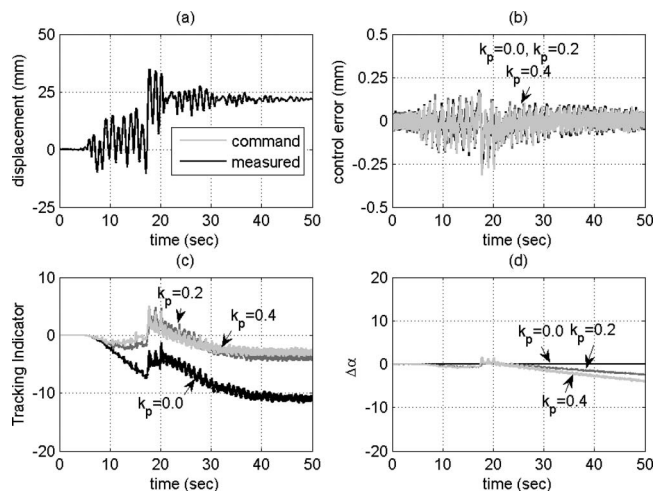 (a)
50
25
0
-25
displacement (mm)
command
measured
0 10 20 30 40 50
time (sec)
(b)
0.5
0.25
0
-0.25
-0.5
control error (mm)
kp=0.0, kp=0.2
kp=0.4
0 10 20 30 40 50
time (sec)
(c)
10
0
-10
-20
Tracking Indicator
kp=0.2
kp=0.4
kp=0.0
0 10 20 30 40 50
time (sec)
(d)
20
10
0
-10
-20
Δα
kp=0.0 kp=0.2
kp=0.4
0 10 20 30 40 50
time (sec)